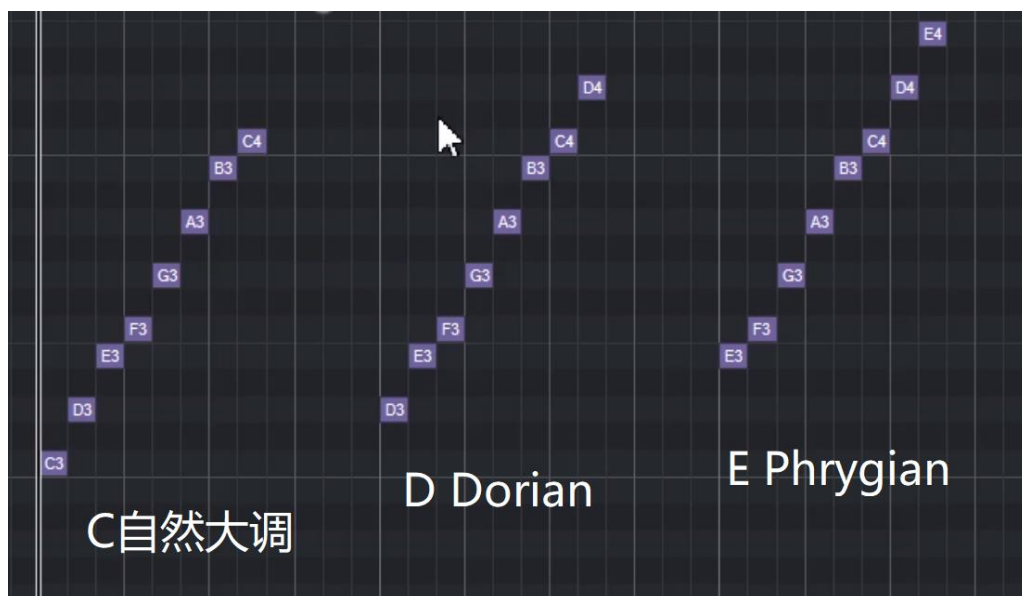 C3
D3
E3
F3
G3
A3
B3
C4
C自然大调
D3
E3
F3
G3
A3
B3
C4
D4
D Dorian
E3
F3
G3
A3
B3
C4
D4
E4
E Phrygian